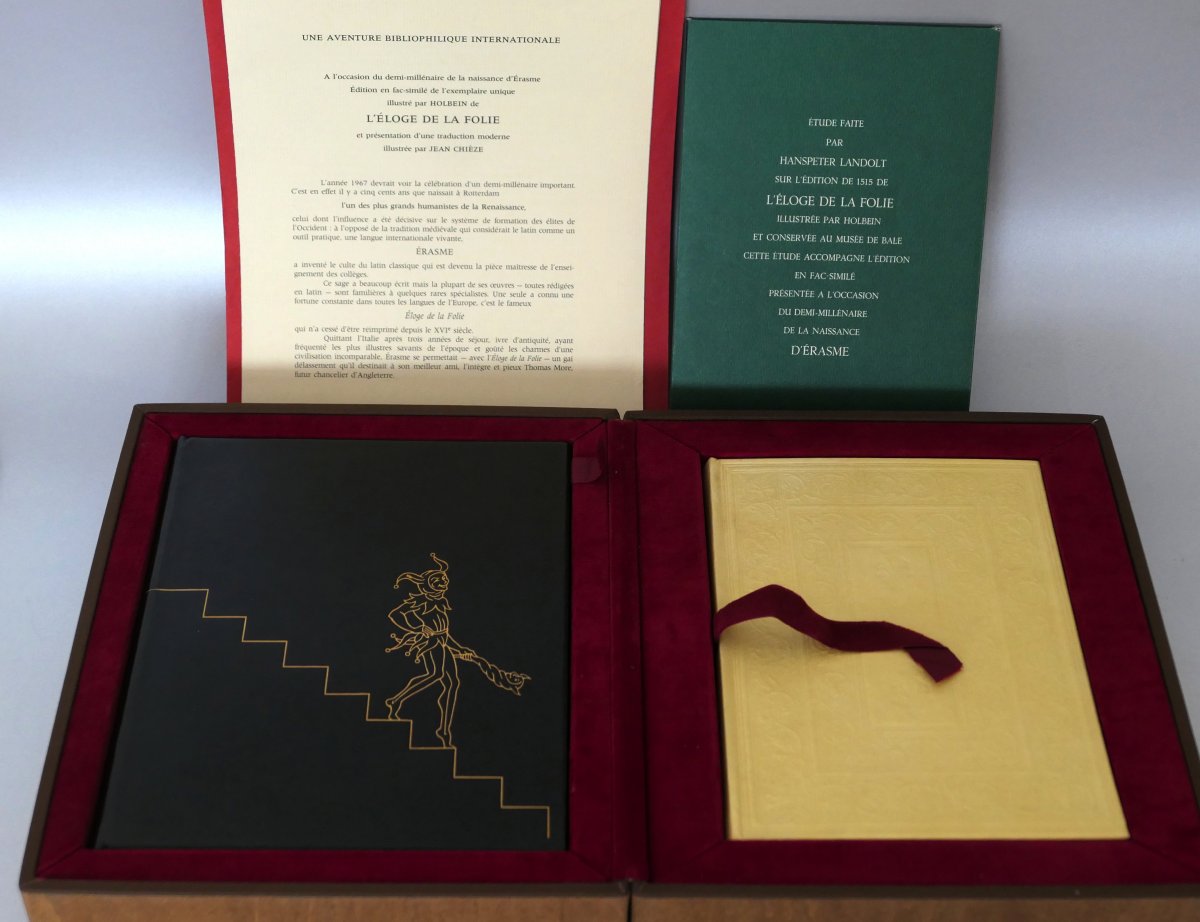 UNE AVENTURE BIBLIOPHILIQUE INTERNATIONALE
A l'occasion du demi-millénaire de la naissance d'Érasme
Édition en fac-similé de l'exemplaire unique
illustré par HOLBEIN de
L'ÉLOGE DE LA FOLIE
et présentation d'une traduction moderne
illustrée par JEAN CHIÈZE
L'année 1967 devrait voir la célébration d'un demi-millénaire important.
C'est en effet il y a cinq cents ans que naissait à Rotterdam
l'un des plus grands humanistes de la Renaissance,
celui dont l'influence a été décisive sur le système de formation des élites de
l'Occident : à l'opposé de la tradition médiévale qui considérait le latin comme un
outil pratique, une langue internationale vivante,
ÉRASME
a inventé le culte du latin classique qui est devenu la pièce maîtresse de l'ensei-
gnement des collèges.
Ce sage a beaucoup écrit mais la plupart de ses œuvres – toutes rédigées
en latin – sont familières à quelques rares spécialistes. Une seule a connu une
fortune constante dans toutes les langues de l'Europe, c'est le fameux
Éloge de la Folie
qui n'a cessé d'être réimprimé depuis le XVIe siècle.
Quittant l'Italie après trois années de séjour, ivre d'antiquité, ayant
fréquenté les plus illustres savants de l'époque et goûté les charmes d'une
civilisation incomparable, Érasme se permettait – avec l'Éloge de la Folie – un gai
délassement qu'il destinait à son meilleur ami, l'intègre et pieux Thomas More,
futur chancelier d'Angleterre.
ÉTUDE FAITE
PAR
HANSPETER LANDOLT
SUR L'ÉDITION DE 1515 DE
L'ÉLOGE DE LA FOLIE
ILLUSTRÉE PAR HOLBEIN
ET CONSERVÉE AU MUSÉE DE BALE
CETTE ÉTUDE ACCOMPAGNE L'ÉDITION
EN FAC-SIMILÉ
PRÉSENTÉE A L'OCCASION
DU DEMI-MILLÉNAIRE
DE LA NAISSANCE
D'ÉRASME